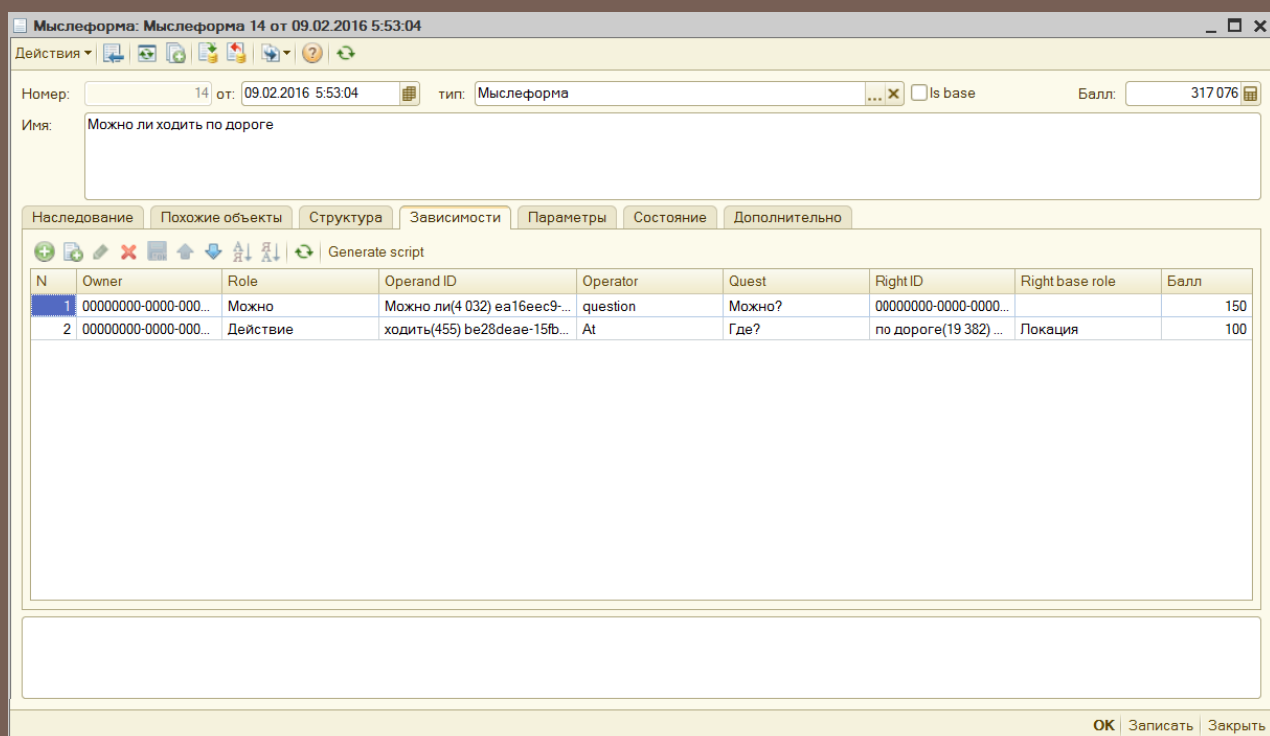 Мыслеформа: Мыслеформа 14 от 09.02.2016 5:53:04
Действия
Номер: 14 от: 09.02.2016 5:53:04 тип: Мыслеформа ... Is base Балл: 317 076
Имя: Можно ли ходить по дороге
Наследование Похожие объекты Структура Зависимости Параметры Состояние Дополнительно
Generate script
N Owner Role Operand ID Operator Quest Right ID Right base role Балл
1 00000000-0000-000... Можно Можно ли(4 032) ea16eec9-... question Можно? 00000000-0000-0000... 150
2 00000000-0000-000... Действие ходить(455) be28deae-15fb... At Где? по дороге(19 382) ... Локация 100
OK Записать Закрыть